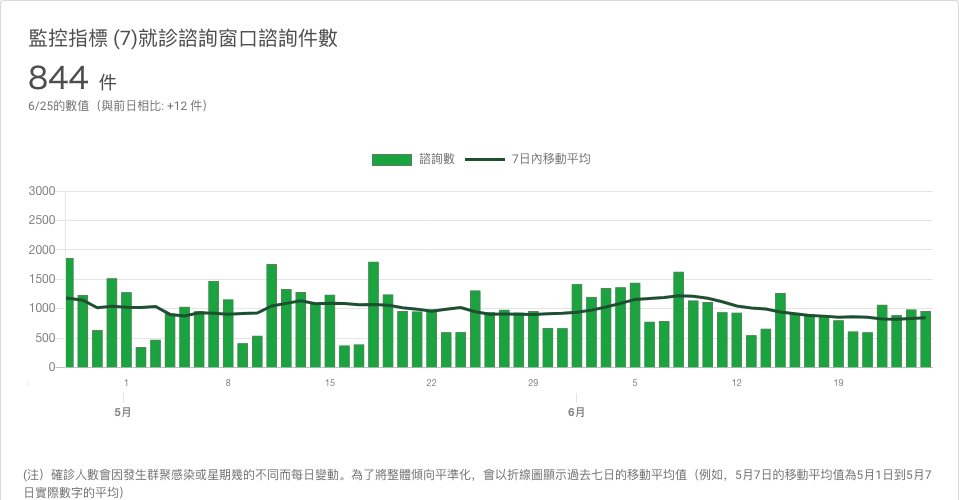 監控指標 (7)就診諮詢窗口諮詢件數
844 件
6/25的數值（與前日相比: +12 件）
諮詢數 7日內移動平均
3000
2500
2000
1500
1000
500
0
1 8 15 22 29 5 12 19
5月 6月
(注）確診人數會因發生群聚感染或星期幾的不同而每日變動。為了將整體傾向平準化，會以折線圖顯示過去七日的移動平均值（例如，5月7日的移動平均值為5月1日到5月7
日實際數字的平均）